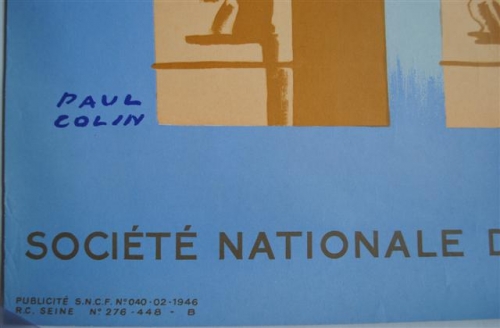 PAUL
COLIN
SOCIÉTÉ NATIONALE D
PUBLICITÉ S.N.C.F. N° 040-02-1946
R.C. SEINE N° 276-448 - B